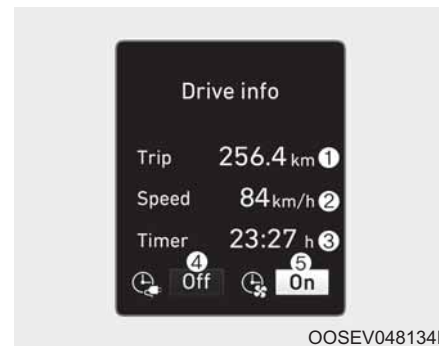 Drive info
Trip 256.4 km ①
Speed 84 km/h ②
Timer 23:27 h ③
④ ⑤
Off On
OOSEV048134